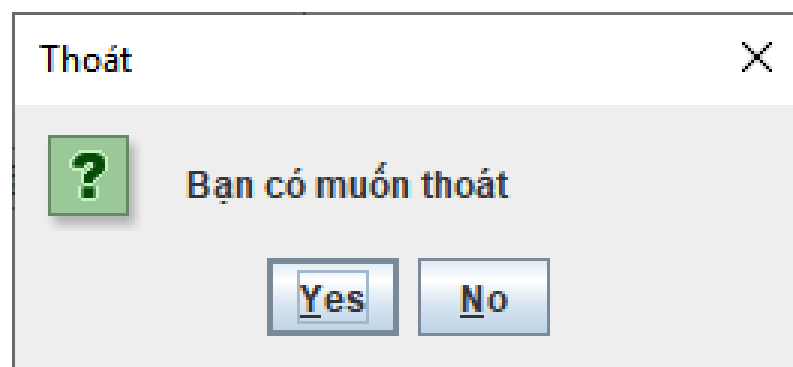 Thoát
Bạn có muốn thoát
Yes No